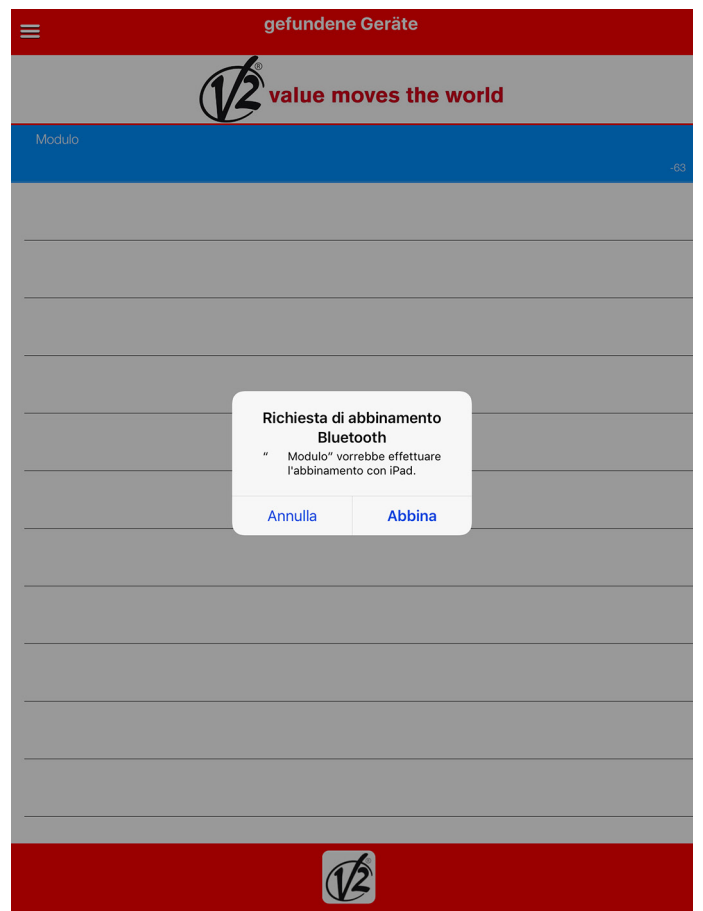 gefundene Geräte
V2® value moves the world
Modulo
-63
Richiesta di abbinamento
Bluetooth
“ Modulo” vorrebbe effettuare
l'abbinamento con iPad.
Annulla Abbina
V2